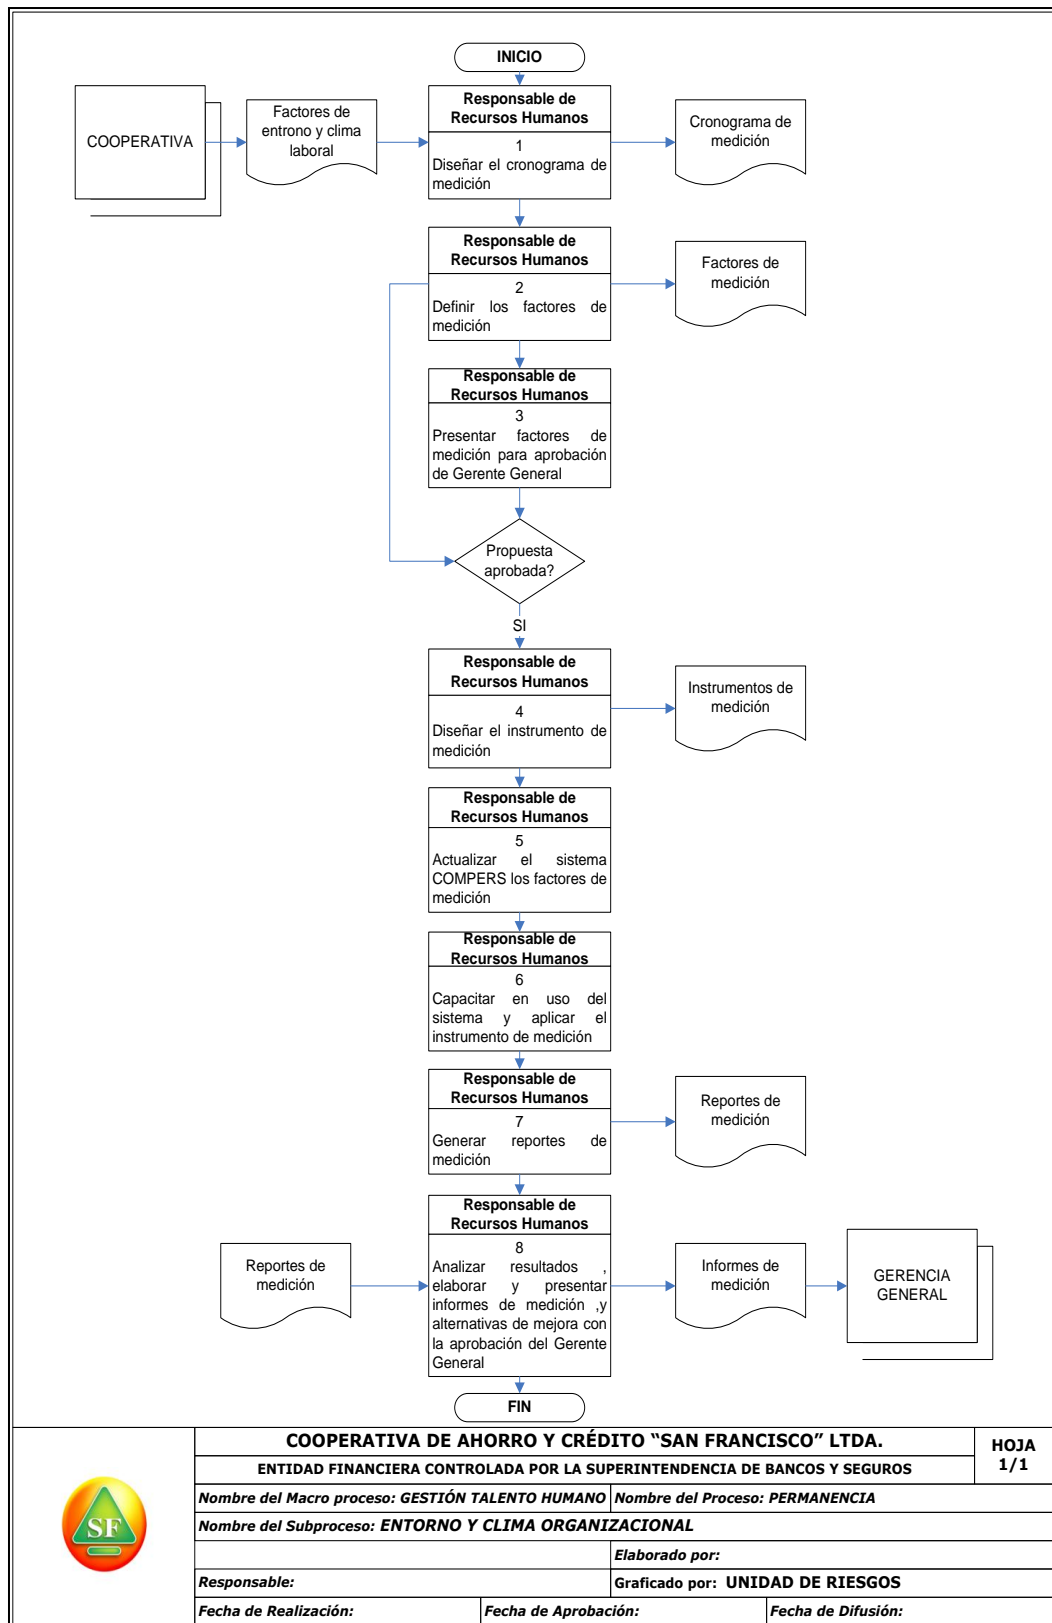 INICIO
COOPERATIVA
Factores de
entrono y clima
laboral
Responsable de
Recursos Humanos
1
Diseñar el cronograma de
medición
Cronograma de
medición
Responsable de
Recursos Humanos
2
Definir los factores de
medición
Factores de
medición
Responsable de
Recursos Humanos
3
Presentar factores de
medición para aprobación
de Gerente General
Propuesta
aprobada?
SI
Responsable de
Recursos Humanos
4
Diseñar el instrumento de
medición
Instrumentos de
medición
Responsable de
Recursos Humanos
5
Actualizar el sistema
COMPERS los factores de
medición
Responsable de
Recursos Humanos
6
Capacitar en uso del
sistema y aplicar el
instrumento de medición
Responsable de
Recursos Humanos
7
Generar reportes de
medición
Reportes de
medición
Reportes de
medición
Responsable de
Recursos Humanos
8
Analizar resultados ,
elaborar y presentar
informes de medición ,y
alternativas de mejora con
la aprobación del Gerente
General
Informes de
medición
GERENCIA
GENERAL
FIN
SF
COOPERATIVA DE AHORRO Y CRÉDITO “SAN FRANCISCO” LTDA.
HOJA
1/1
ENTIDAD FINANCIERA CONTROLADA POR LA SUPERINTENDENCIA DE BANCOS Y SEGUROS
Nombre del Macro proceso: GESTIÓN TALENTO HUMANO
Nombre del Proceso: PERMANENCIA
Nombre del Subproceso: ENTORNO Y CLIMA ORGANIZACIONAL
Elaborado por:
Responsable:
Graficado por: UNIDAD DE RIESGOS
Fecha de Realización:
Fecha de Aprobación:
Fecha de Difusión: